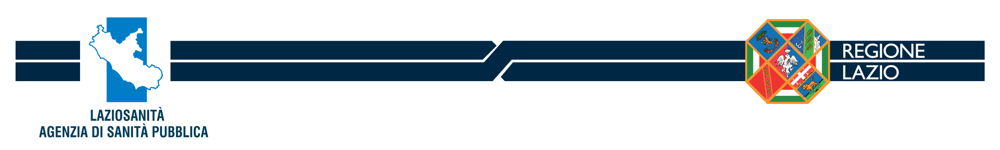 REGIONE
LAZIO
S P Q S
LAZIOSANITÀ
AGENZIA DI SANITÀ PUBBLICA